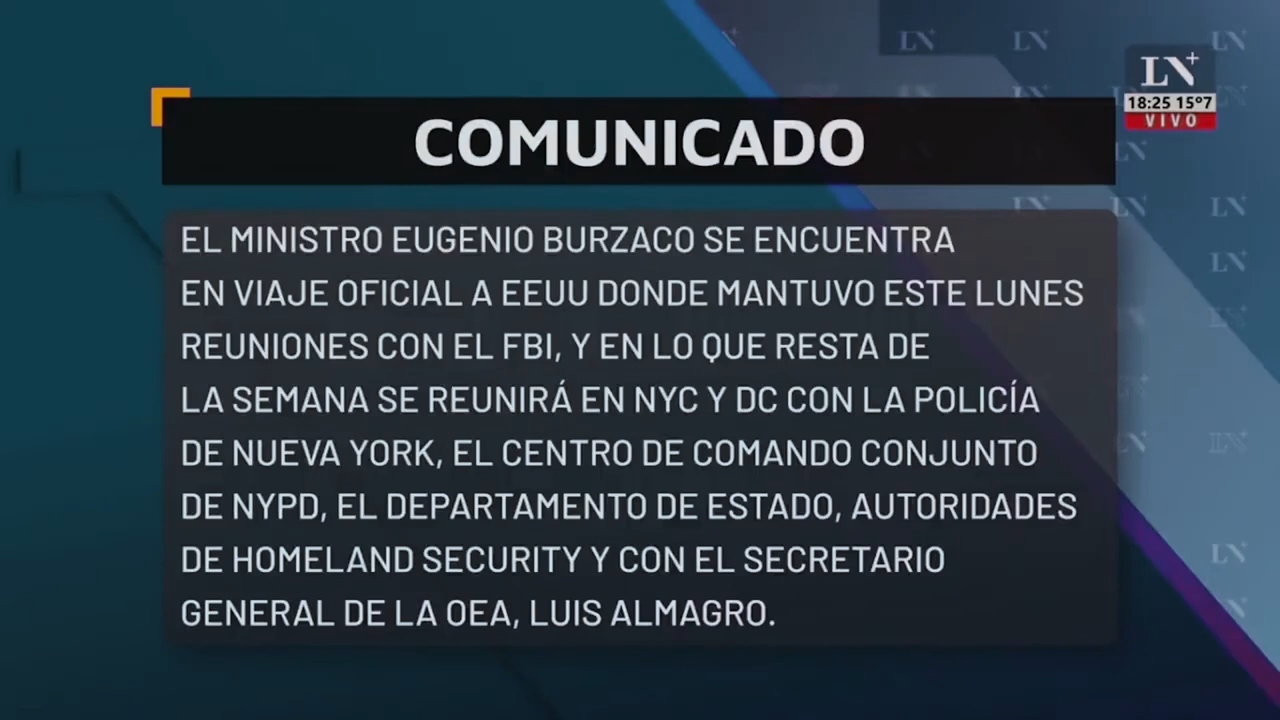 LN+
18:25 15º7
VIVO
COMUNICADO
EL MINISTRO EUGENIO BURZACO SE ENCUENTRA
EN VIAJE OFICIAL A EEUU DONDE MANTUVO ESTE LUNES
REUNIONES CON EL FBI, Y EN LO QUE RESTA DE
LA SEMANA SE REUNIRÁ EN NYC Y DC CON LA POLICÍA
DE NUEVA YORK, EL CENTRO DE COMANDO CONJUNTO
DE NYPD, EL DEPARTAMENTO DE ESTADO, AUTORIDADES
DE HOMELAND SECURITY Y CON EL SECRETARIO
GENERAL DE LA OEA, LUIS ALMAGRO.